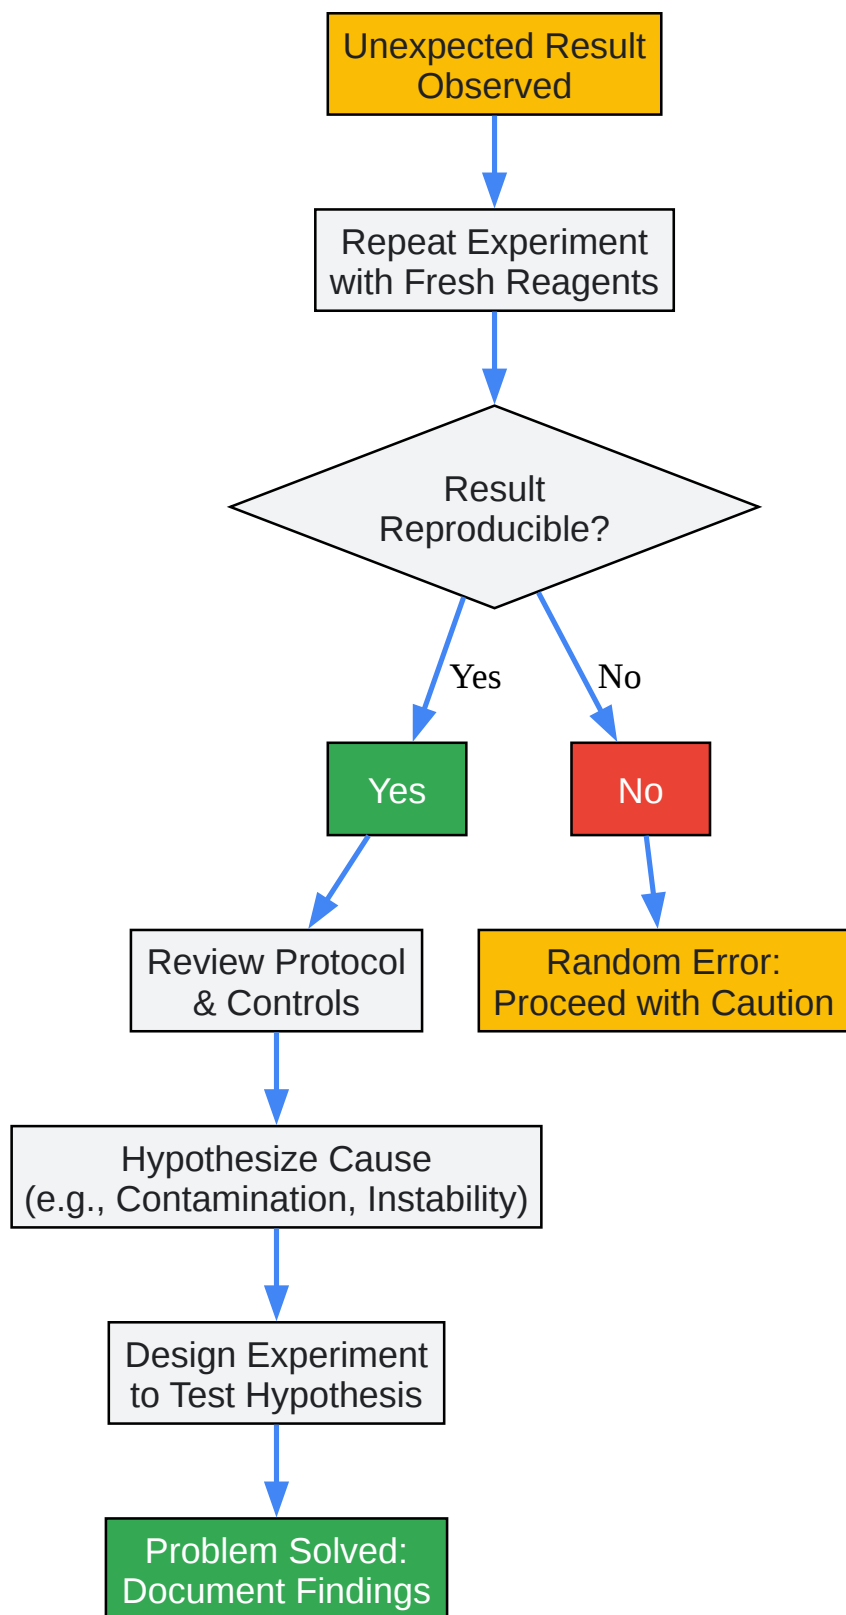 Unexpected Result
Observed
Repeat Experiment
with Fresh Reagents
Result
Reproducible?
Yes
No
Yes
No
Review Protocol
& Controls
Random Error:
Proceed with Caution
Hypothesize Cause
(e.g., Contamination, Instability)
Design Experiment
to Test Hypothesis
Problem Solved:
Document Findings